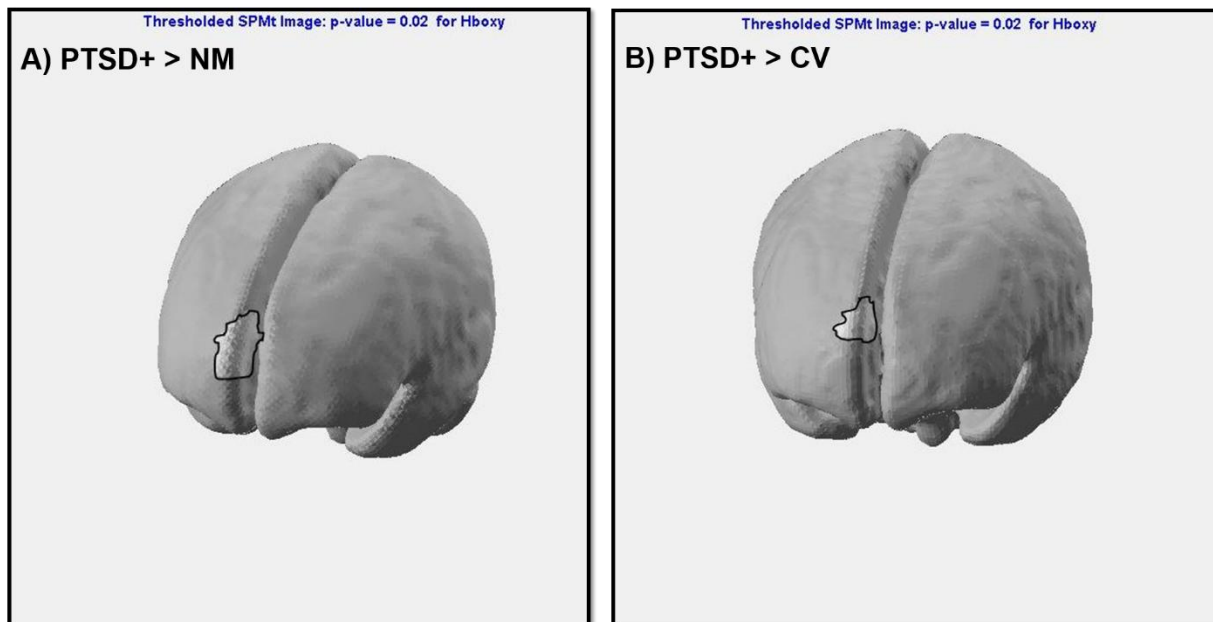 Thresholded SPMt Image: p-value = 0.02 for Hboxy
A) PTSD+ > NM
Thresholded SPMt Image: p-value = 0.02 for Hboxy
B) PTSD+ > CV